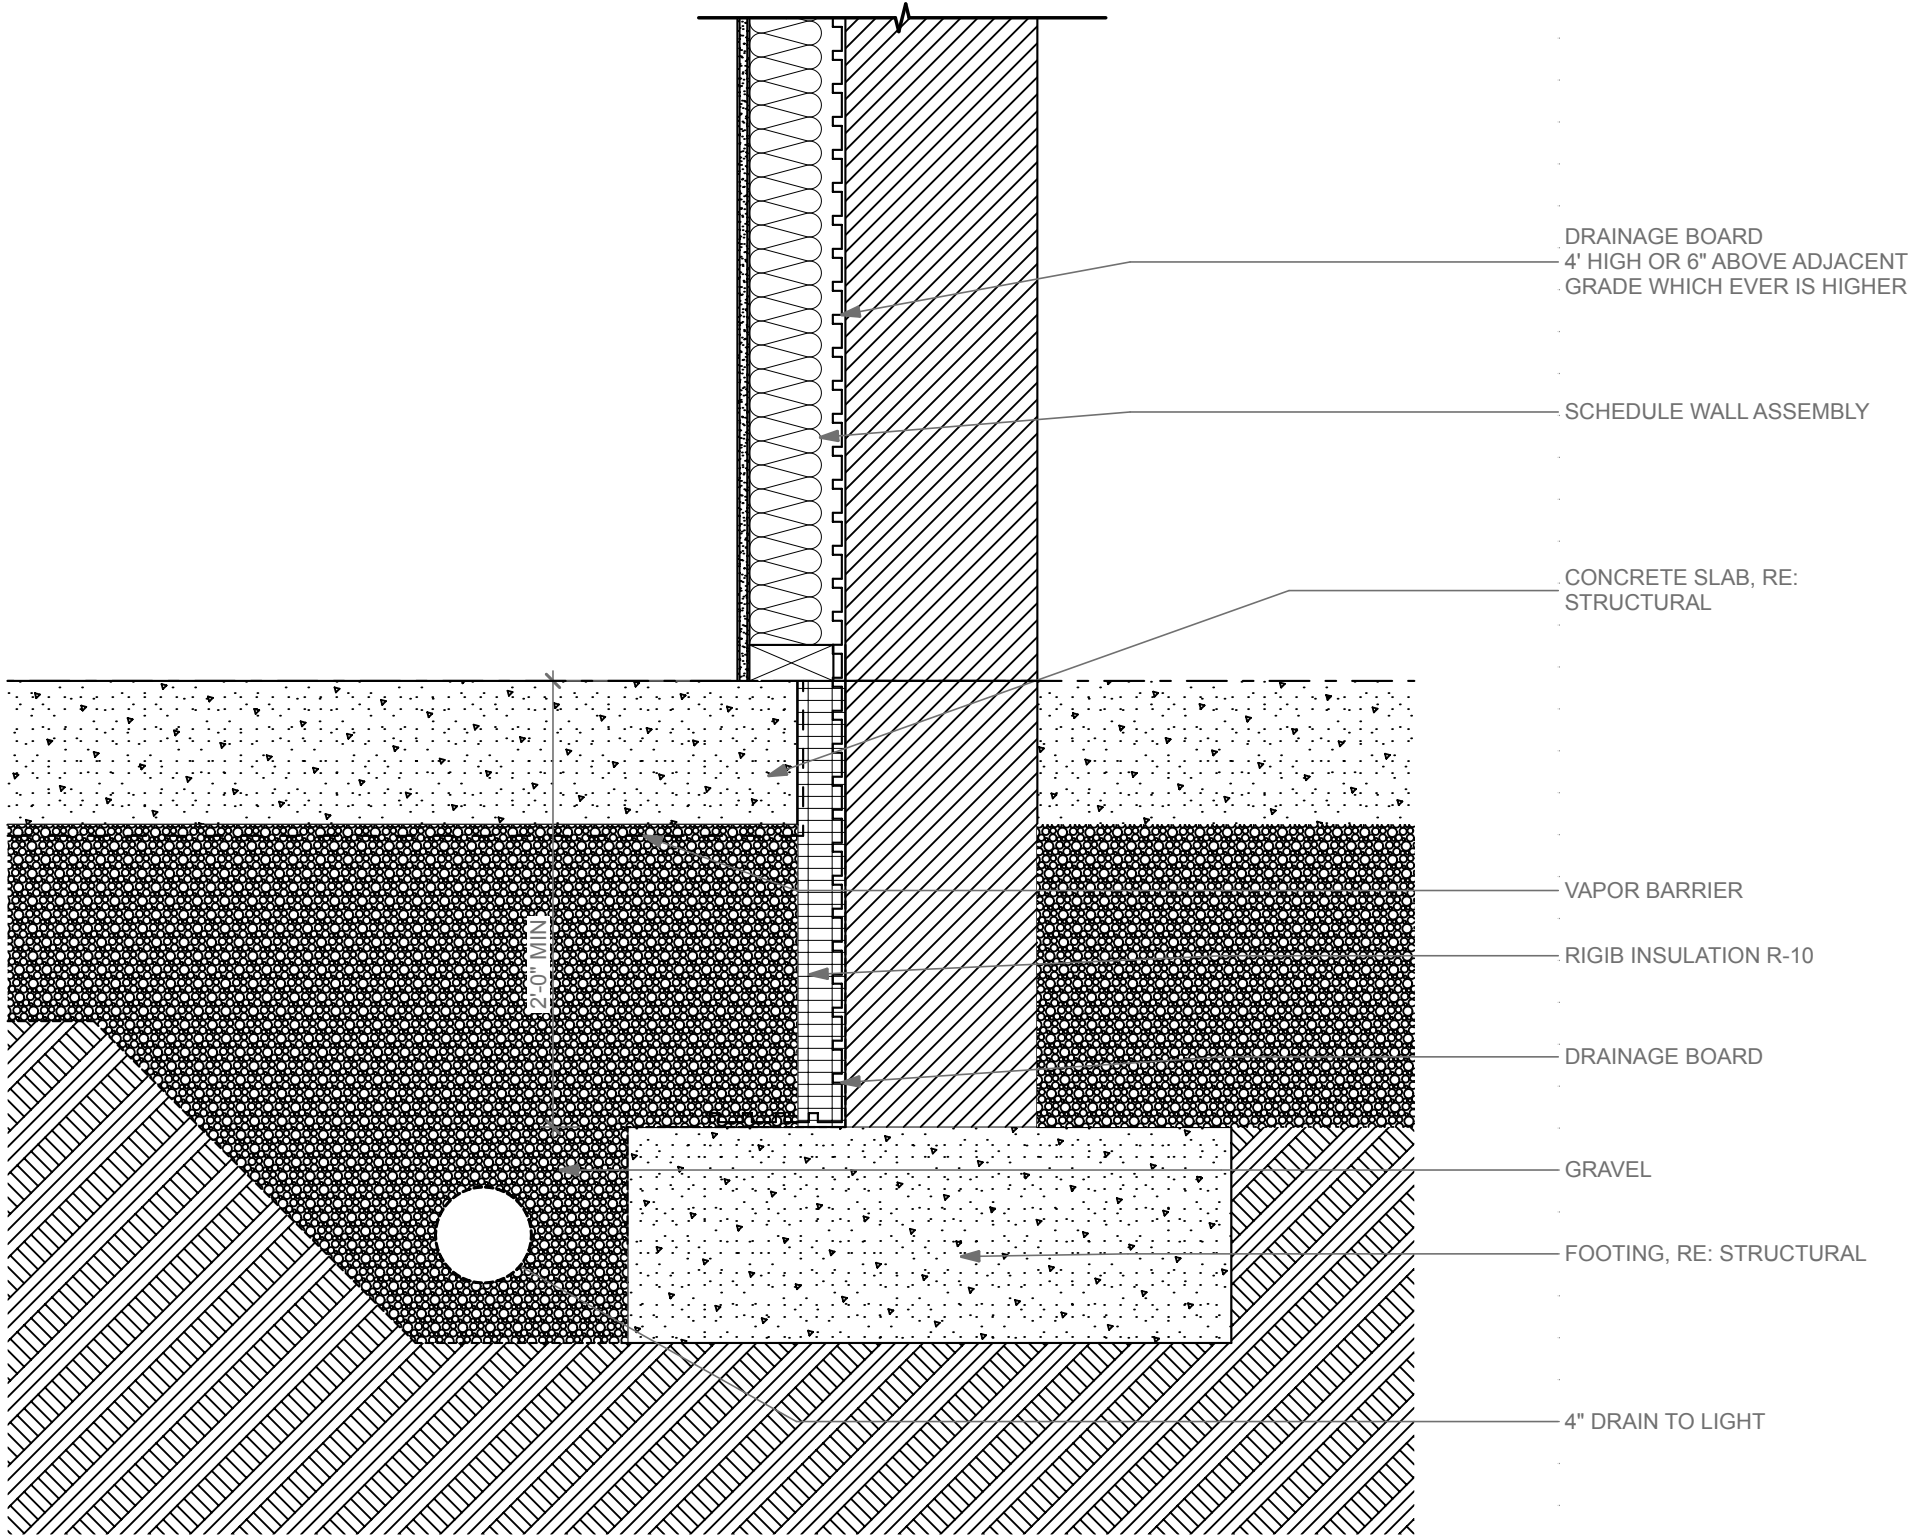 DRAINAGE BOARD
4' HIGH OR 6" ABOVE ADJACENT
GRADE WHICH EVER IS HIGHER
SCHEDULE WALL ASSEMBLY
CONCRETE SLAB, RE:
STRUCTURAL
VAPOR BARRIER
RIGIB INSULATION R-10
2'-0" MIN
DRAINAGE BOARD
GRAVEL
FOOTING, RE: STRUCTURAL
4" DRAIN TO LIGHT